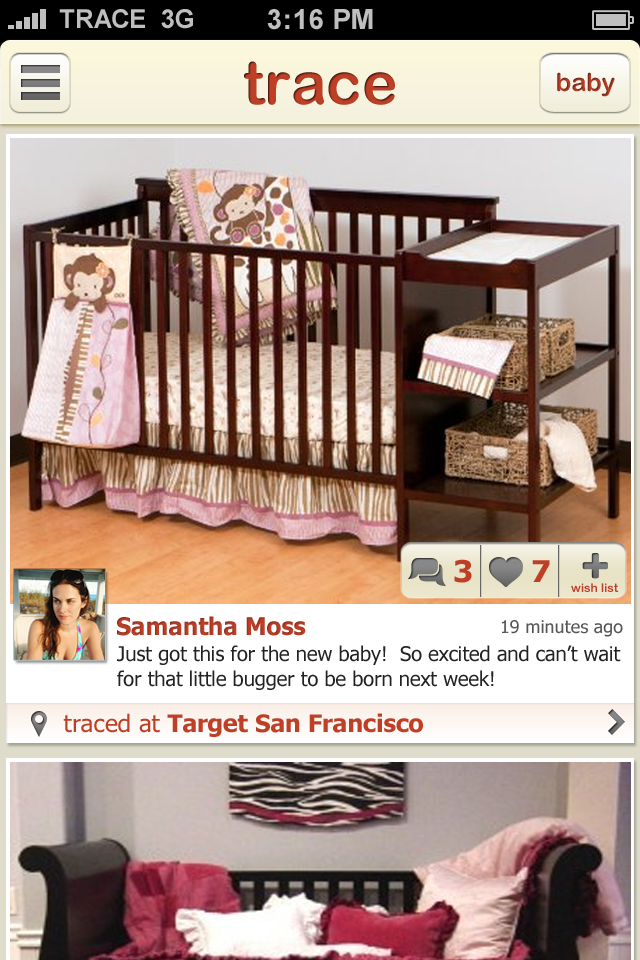 TRACE 3G 3:16 PM
trace
baby
3 7 wish list
Samantha Moss 19 minutes ago
Just got this for the new baby!  So excited and can't wait
for that little bugger to be born next week!
traced at Target San Francisco